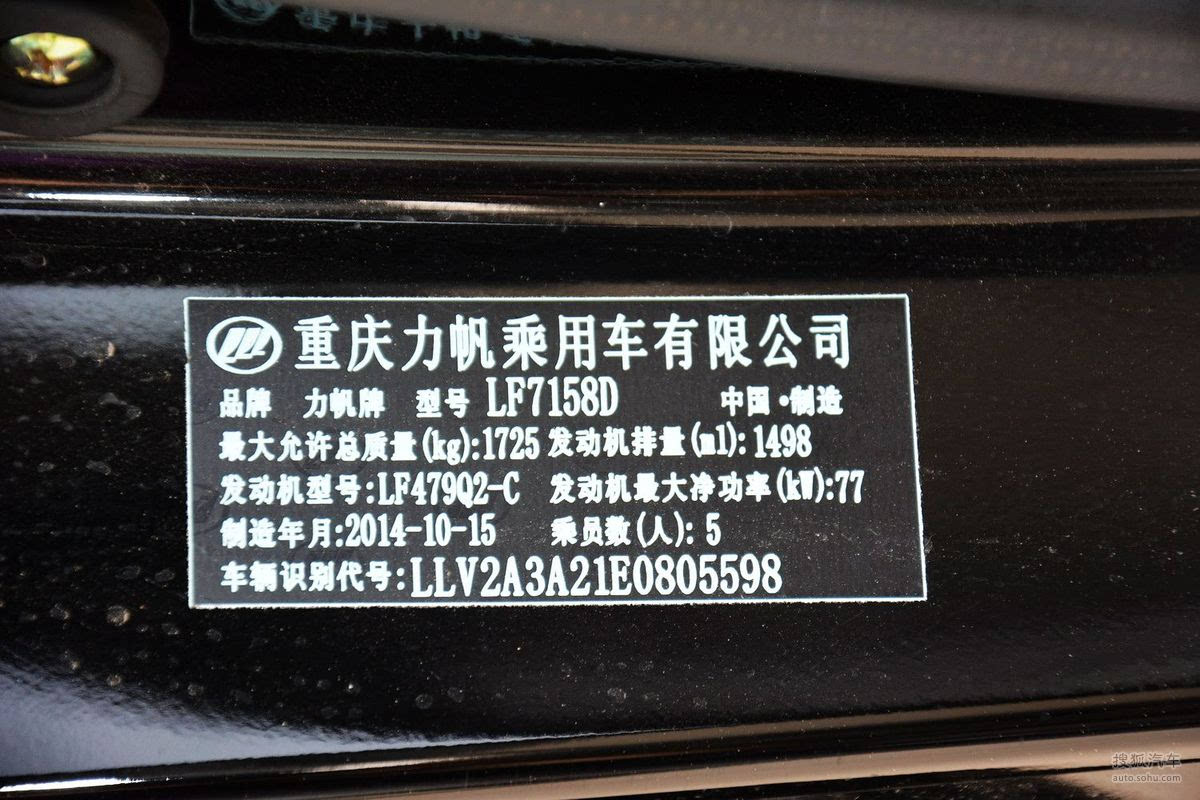 重庆力帆乘用车有限公司
品牌 力帆牌 型号 LF7158D 中国·制造
最大允许总质量(kg):1725 发动机排量(ml):1498
发动机型号:LF479Q2-C 发动机最大净功率(kW):77
制造年月:2014-10-15 乘员数(人):5
车辆识别代号:LLV2A3A21E0805598
搜狐汽车
auto.sohu.com